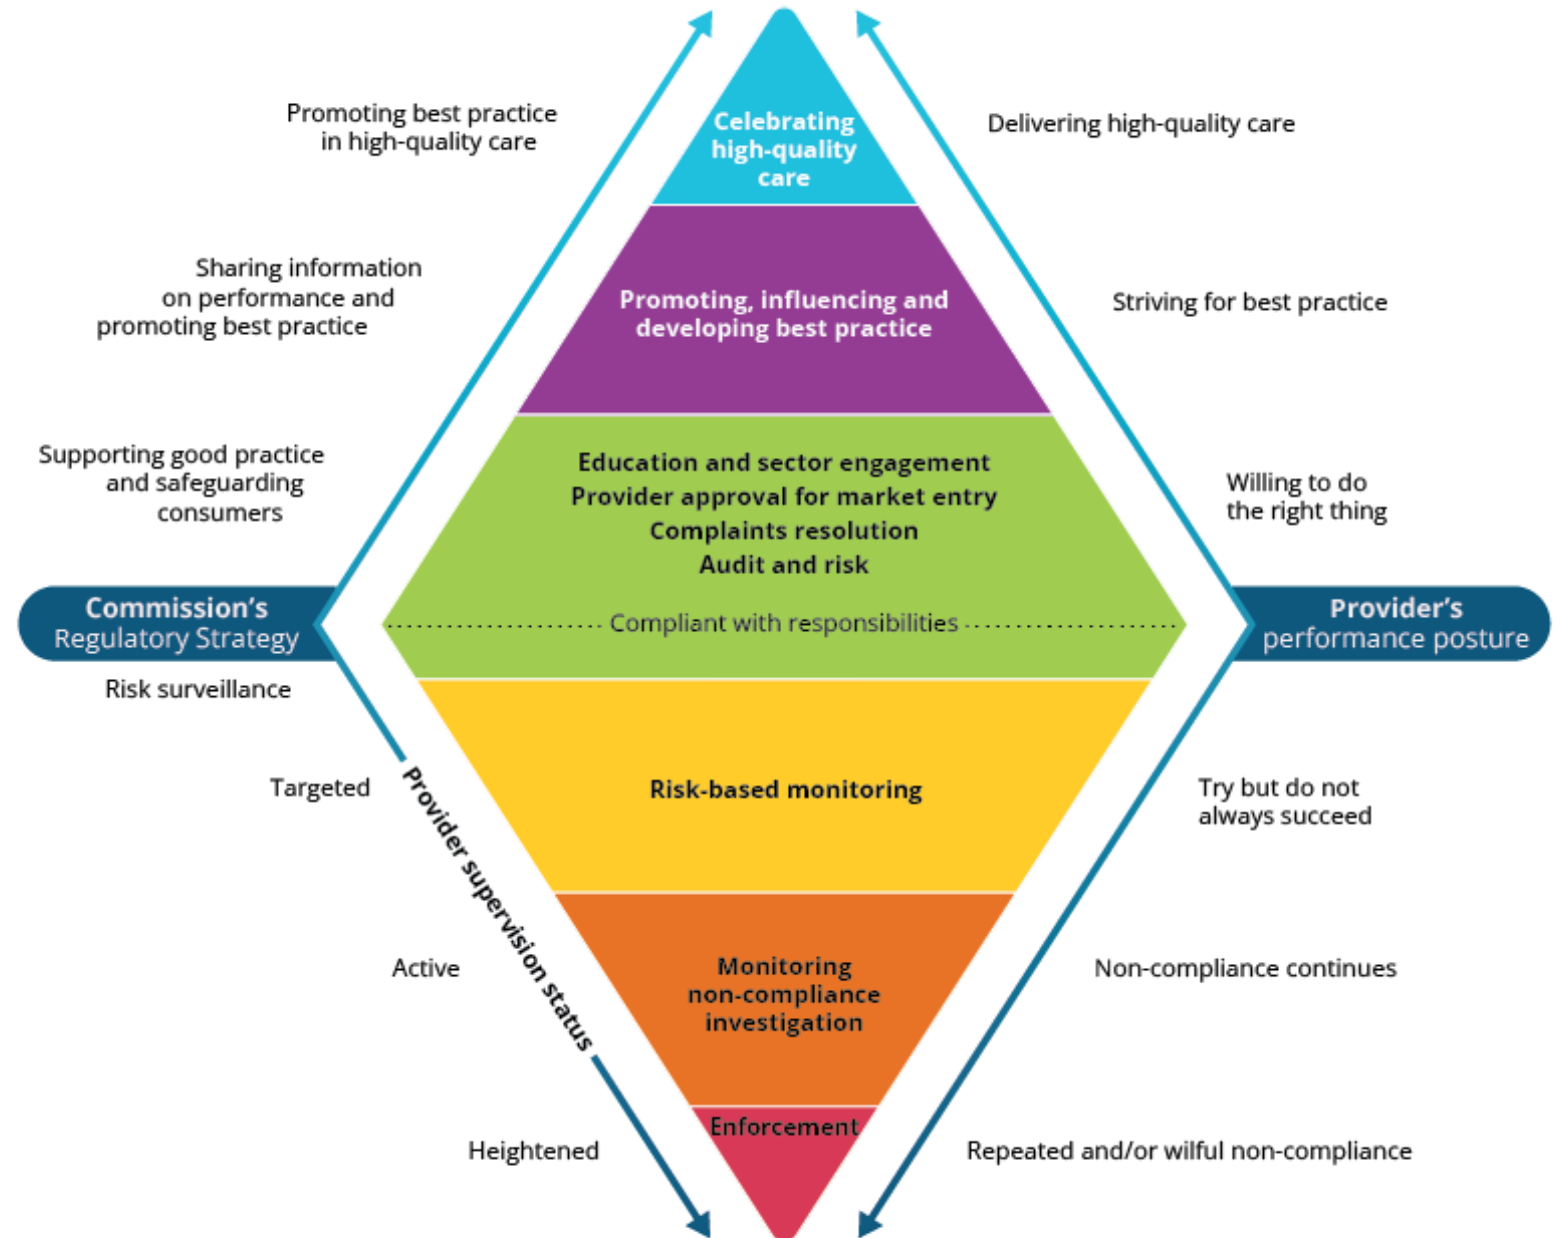 Promoting best practice
in high-quality care
Celebrating
high-quality
care
Delivering high-quality care
Sharing information
on performance and
promoting best practice
Promoting, influencing and
developing best practice
Striving for best practice
Supporting good practice
and safeguarding
consumers
Education and sector engagement
Provider approval for market entry
Complaints resolution
Audit and risk
Willing to do
the right thing
Commission’s
Regulatory Strategy
Compliant with responsibilities
Provider’s
performance posture
Risk surveillance
Provider supervision status
Targeted
Risk-based monitoring
Try but do not
always succeed
Active
Monitoring
non-compliance
investigation
Non-compliance continues
Heightened
Enforcement
Repeated and/or wilful non-compliance